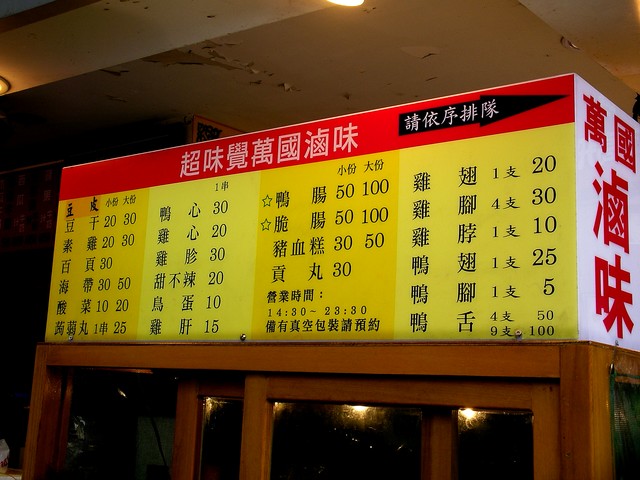 超味覺萬國滷味
請依序排隊
豆 皮 小份 大份
豆 干 20 30
素 雞 20 30
百 頁 30
海 帶 30 50
酸 菜 10 20
蒟蒻丸 1串 25
1串
鴨 心 30
雞 心 20
雞 胗 30
甜不辣 20
鳥 蛋 10
雞 肝 15
小份 大份
☆鴨 腸 50 100
☆脆 腸 50 100
豬血糕 30 50
貢 丸 30
營業時間：
14:30~23:30
備有真空包裝請預約
雞 翅 1支 20
雞 腳 4支 30
雞 脖 1支 10
鴨 翅 1支 25
鴨 腳 1支 5
鴨 舌 4支 50
9支 100
萬國
滷味